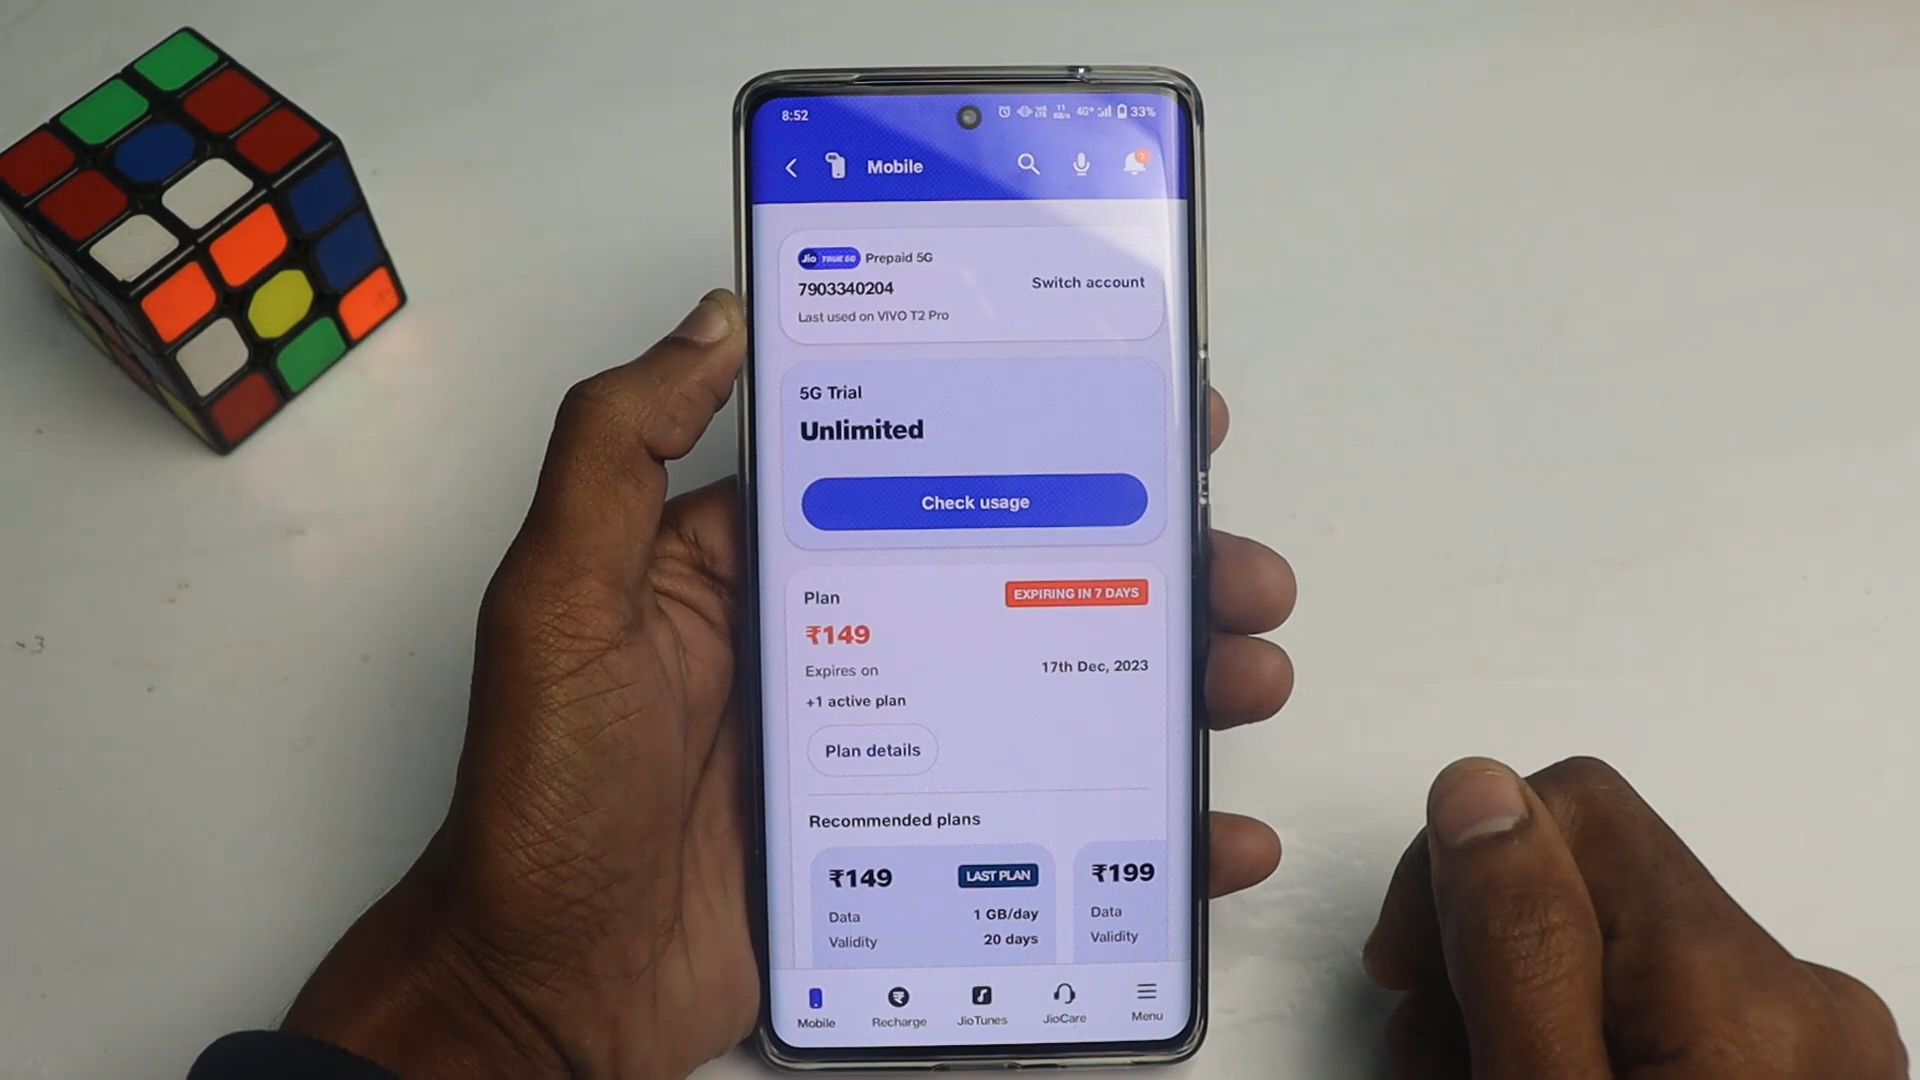 8:52
4G+ 33%
Mobile
7
Jio TRUE 5G Prepaid 5G
7903340204
Switch account
Last used on VIVO T2 Pro
5G Trial
Unlimited
Check usage
Plan
EXPIRING IN 7 DAYS
₹149
Expires on
17th Dec, 2023
+1 active plan
Plan details
Recommended plans
₹149
LAST PLAN
Data
1 GB/day
Validity
20 days
₹199
Data
Validity
Mobile
Recharge
JioTunes
JioCare
Menu